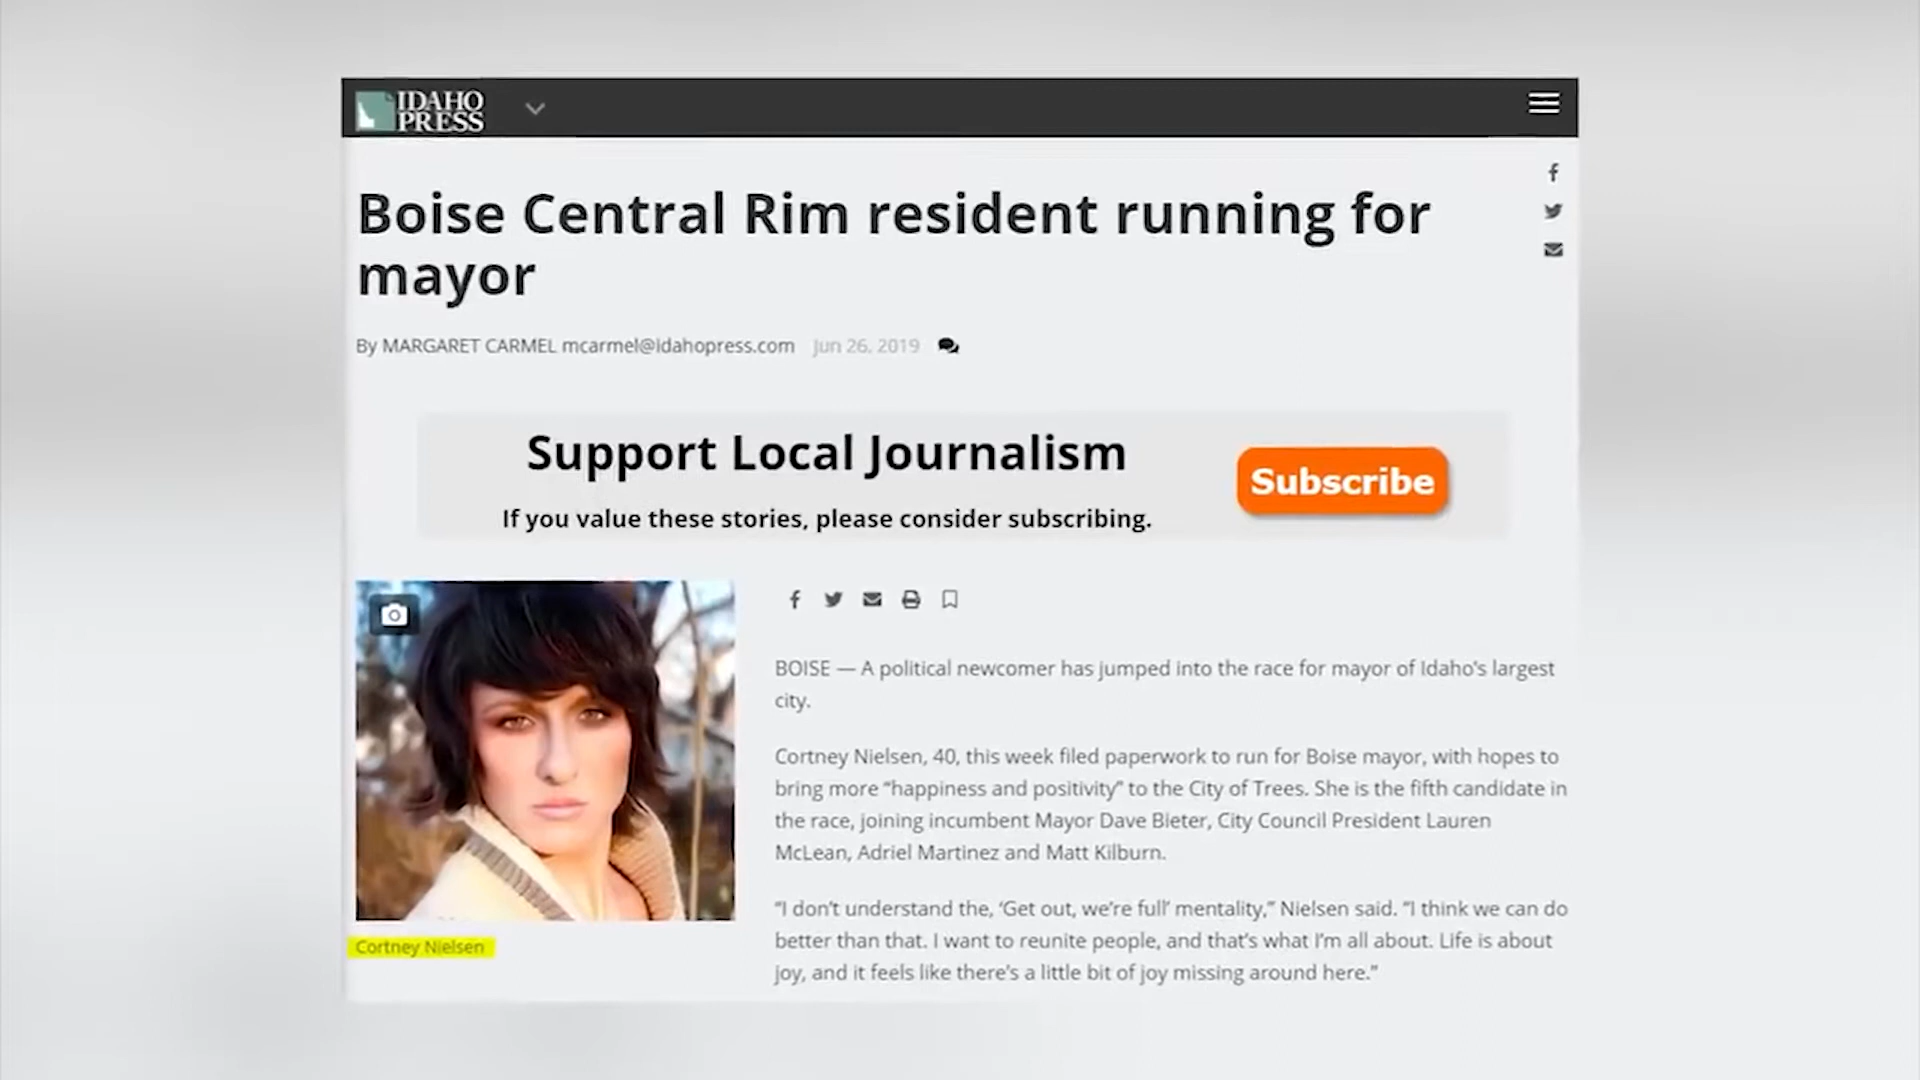 IDAHO
PRESS
Boise Central Rim resident running for
mayor
By MARGARET CARMEL mcarmel@idahopress.com Jun 26, 2019
Support Local Journalism
If you value these stories, please consider subscribing.
Subscribe
Cortney Nielsen
BOISE — A political newcomer has jumped into the race for mayor of Idaho's largest
city.
Cortney Nielsen, 40, this week filed paperwork to run for Boise mayor, with hopes to
bring more “happiness and positivity” to the City of Trees. She is the fifth candidate in
the race, joining incumbent Mayor Dave Bieter, City Council President Lauren
McLean, Adriel Martinez and Matt Kilburn.
“I don't understand the, ‘Get out, we're full’ mentality,” Nielsen said. “I think we can do
better than that. I want to reunite people, and that's what I'm all about. Life is about
joy, and it feels like there's a little bit of joy missing around here.”